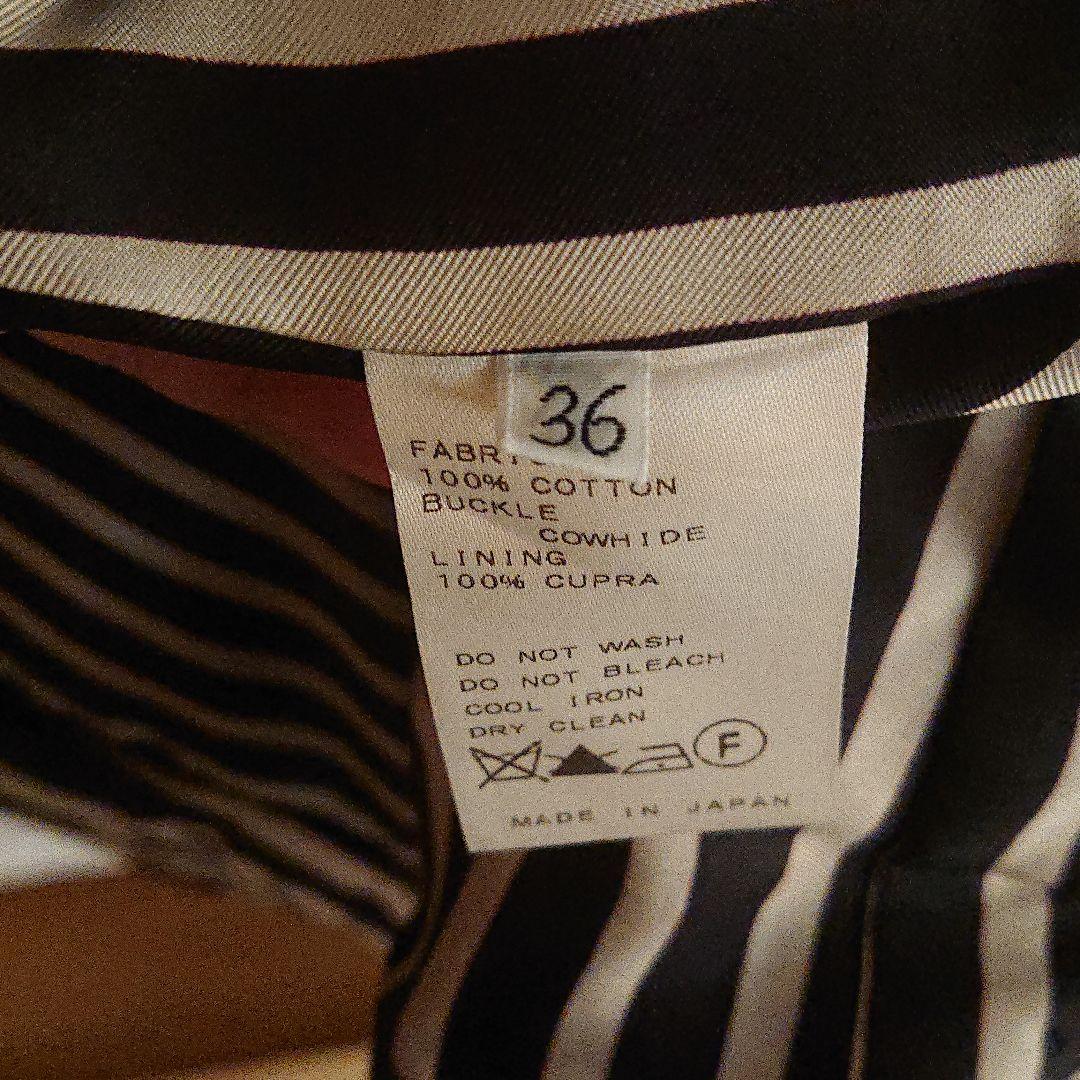 36
100% COTTON
BUCKLE
COWHIDE
LINING
100% CUPRA
DO NOT WASH
DO NOT BLEACH
COOL IRON
DRY CLEAN
F
MADE IN JAPAN